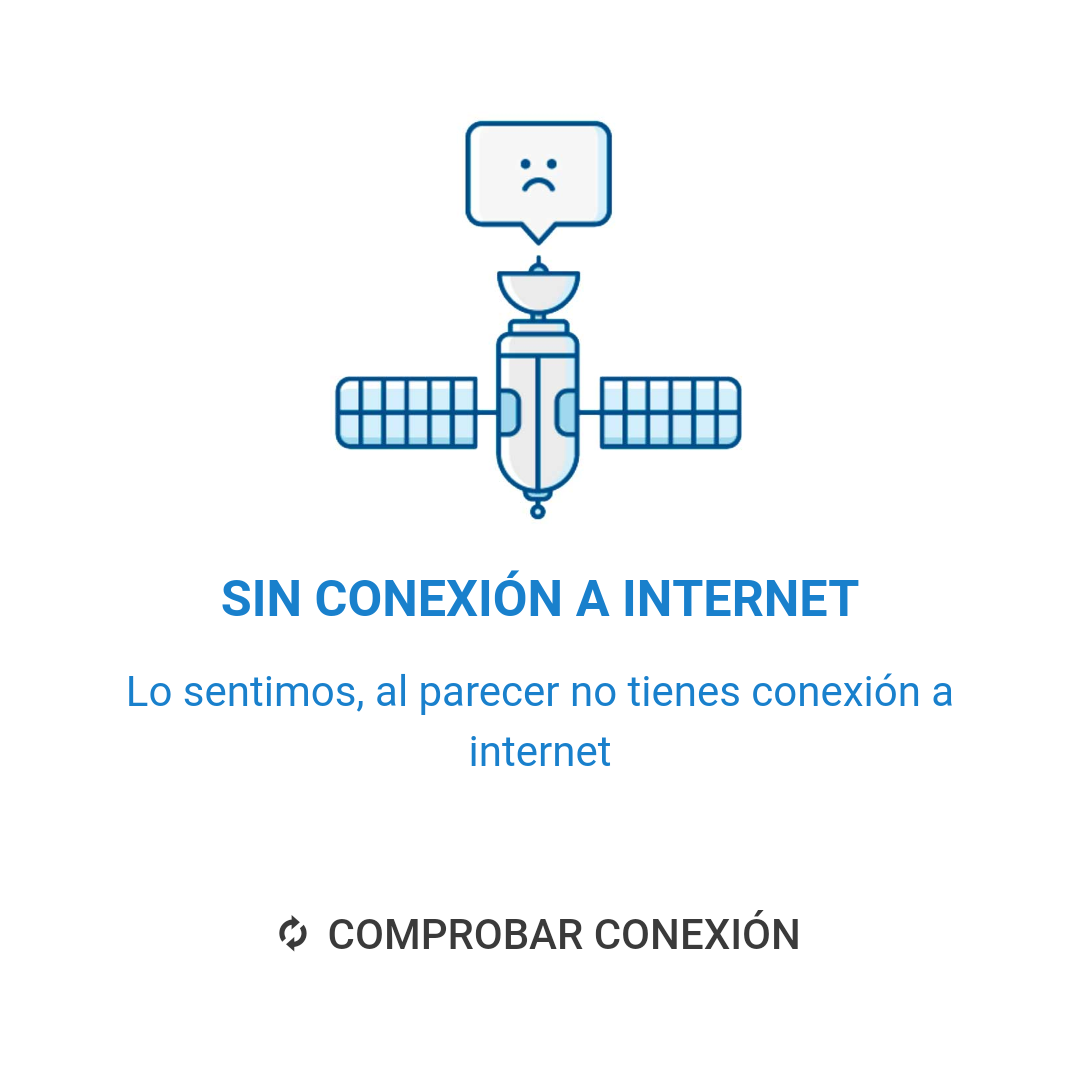 SIN CONEXIÓN A INTERNET
Lo sentimos, al parecer no tienes conexión a
internet
COMPROBAR CONEXIÓN